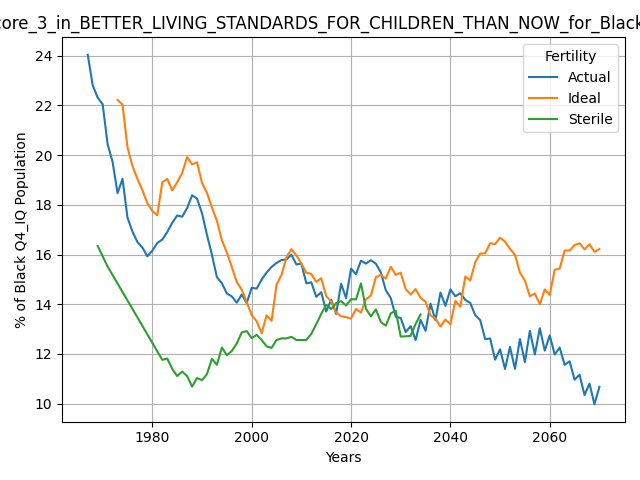 core_3_in_BETTER_LIVING_STANDARDS_FOR_CHILDREN_THAN_NOW_for_Black
Fertility
Actual
Ideal
Sterile
% of Black Q4_IQ Population
24
22
20
18
16
14
12
10
1980
2000
2020
2040
2060
Years